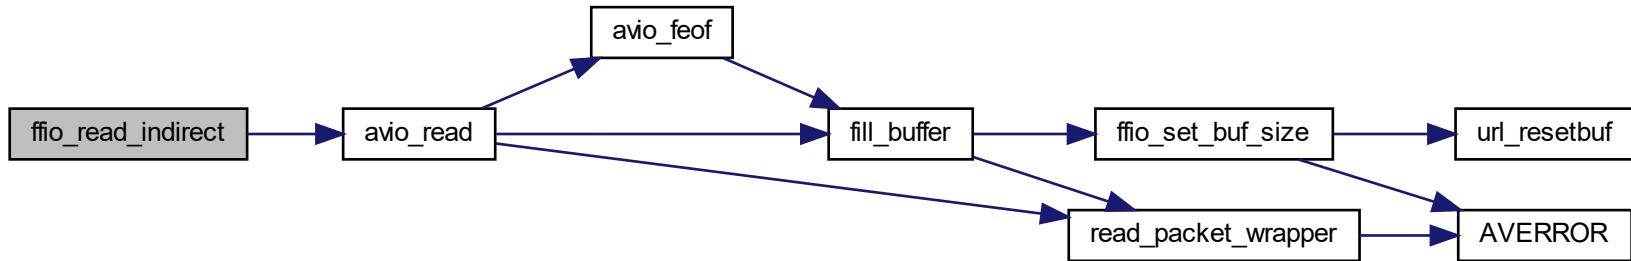 avio_feof
ffio_read_indirect
avio_read
fill_buffer
ffio_set_buf_size
url_resetbuf
read_packet_wrapper
AVERROR